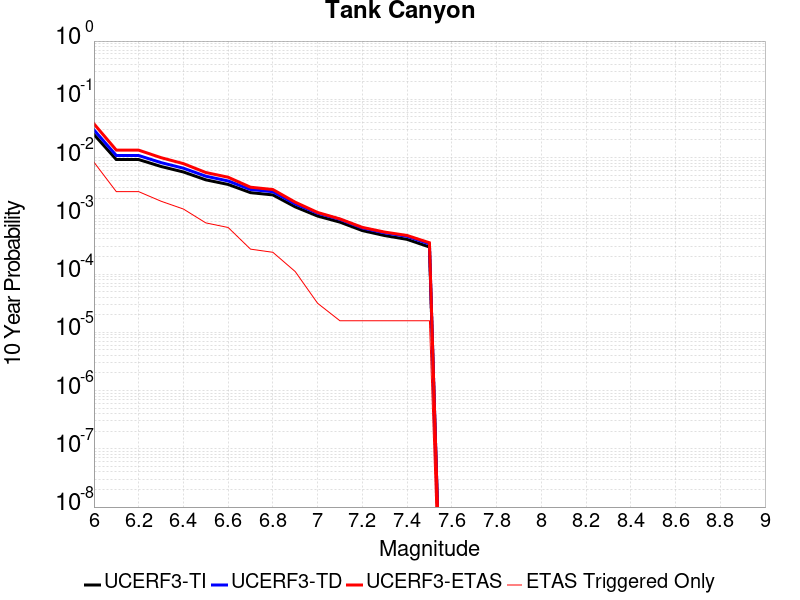 Tank Canyon
10^0
10^-1
10^-2
10^-3
10^-4
10^-5
10^-6
10^-7
10^-8
10 Year Probability
6 6.2 6.4 6.6 6.8 7 7.2 7.4 7.6 7.8 8 8.2 8.4 8.6 8.8 9
Magnitude
UCERF3-TI UCERF3-TD UCERF3-ETAS ETAS Triggered Only